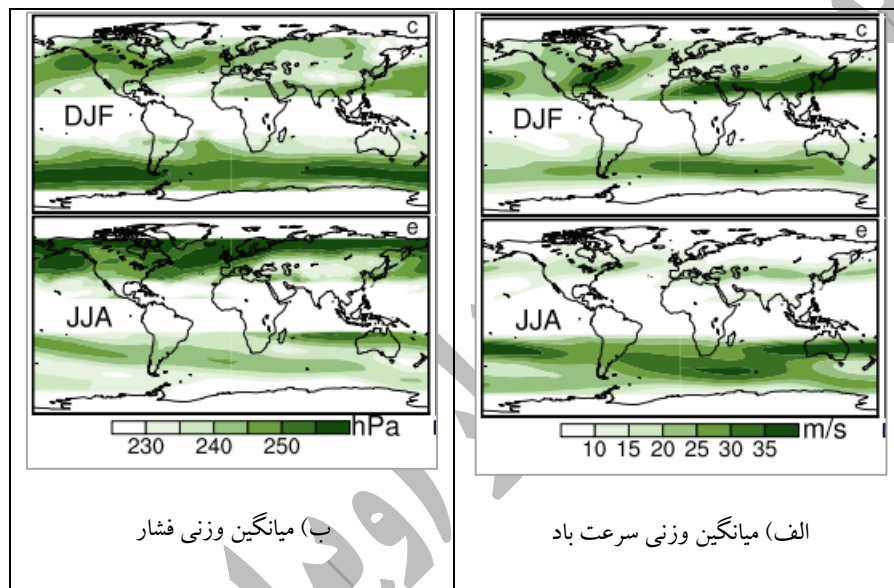 c
DJF
e
JJA
230 240 250 hPa
ب) میانگین وزنی فشار
c
DJF
e
JJA
10 15 20 25 30 35 m/s
الف) میانگین وزنی سرعت باد